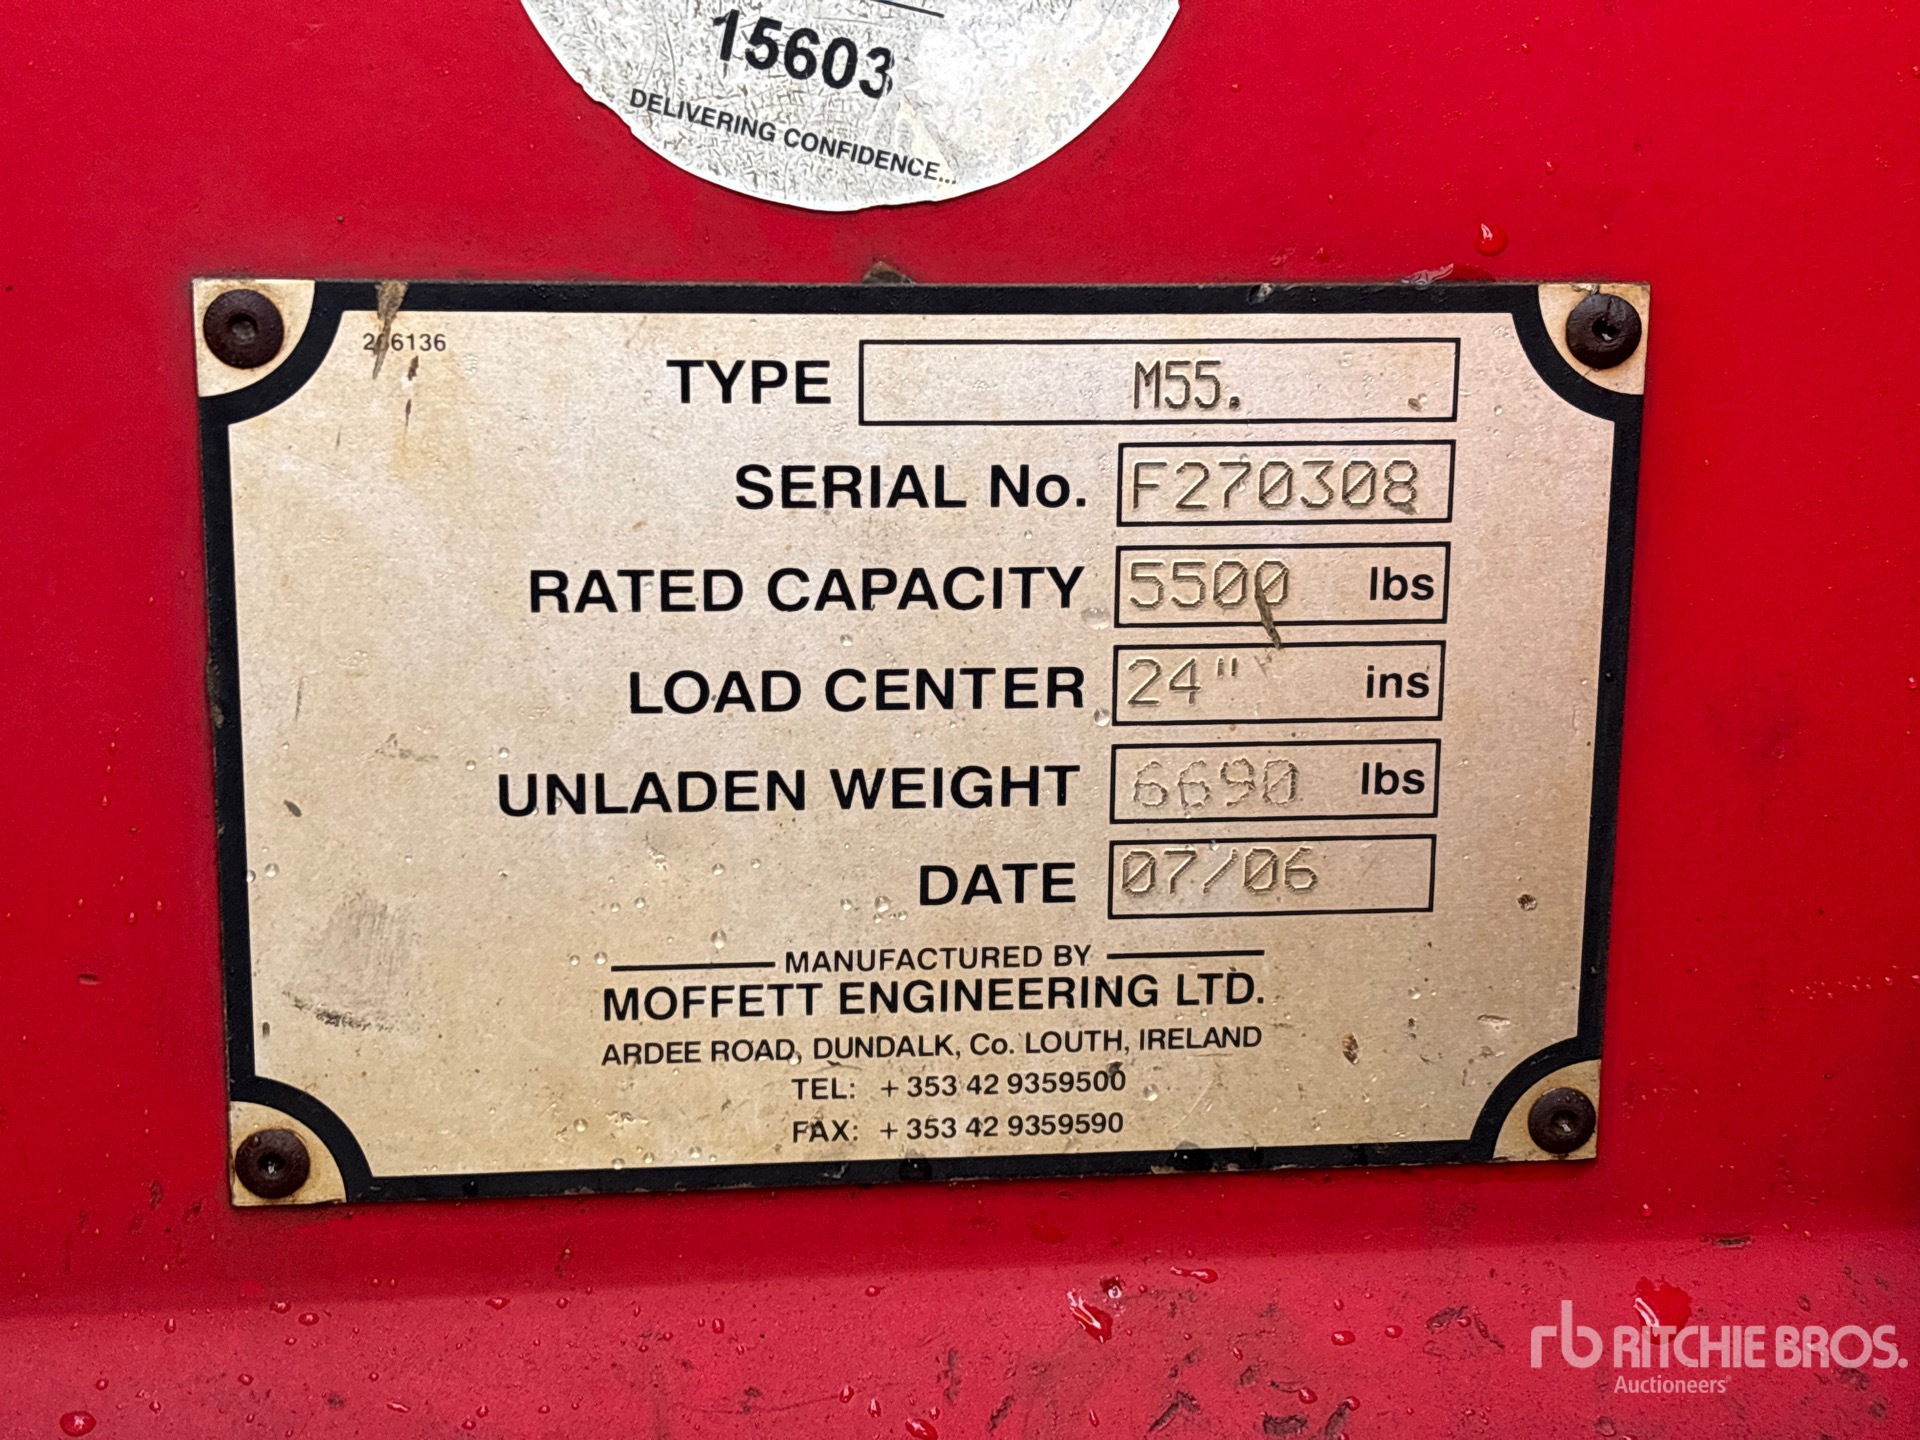 15603
DELIVERING CONFIDENCE...
266136
TYPE M55.
SERIAL No. F270308
RATED CAPACITY 5500 lbs
LOAD CENTER 24" ins
UNLADEN WEIGHT 6690 lbs
DATE 07/06
MANUFACTURED BY
MOFFETT ENGINEERING LTD.
ARDEE ROAD, DUNDALK, Co. LOUTH, IRELAND
TEL: + 353 42 9359500
FAX: + 353 42 9359590
rb RITCHIE BROS.
Auctioneers